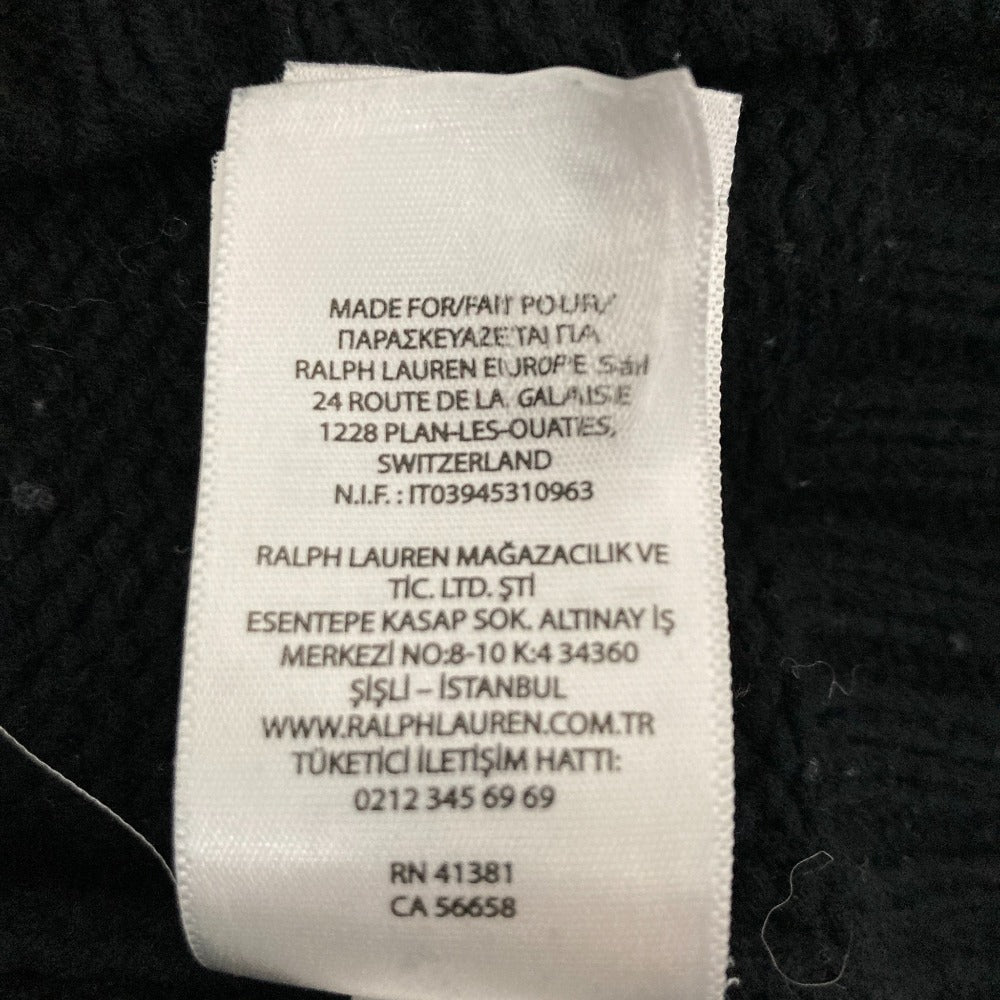 MADE FOR/FAIT POUR/
ΠΑΡΑΣΚΕΥΑΖΕΤΑΙ ΓΙΑ
RALPH LAUREN EUROPE Sàrl
24 ROUTE DE LA GALAISE
1228 PLAN-LES-OUATES,
SWITZERLAND
N.I.F. : IT03945310963
RALPH LAUREN MAĞAZACILIK VE
TİC. LTD. ŞTİ
ESENTEPE KASAP SOK. ALTINAY İŞ
MERKEZİ NO:8-10 K:4 34360
ŞİŞLİ – İSTANBUL
WWW.RALPHLAUREN.COM.TR
TÜKETİCİ İLETİŞİM HATTI:
0212 345 69 69
RN 41381
CA 56658